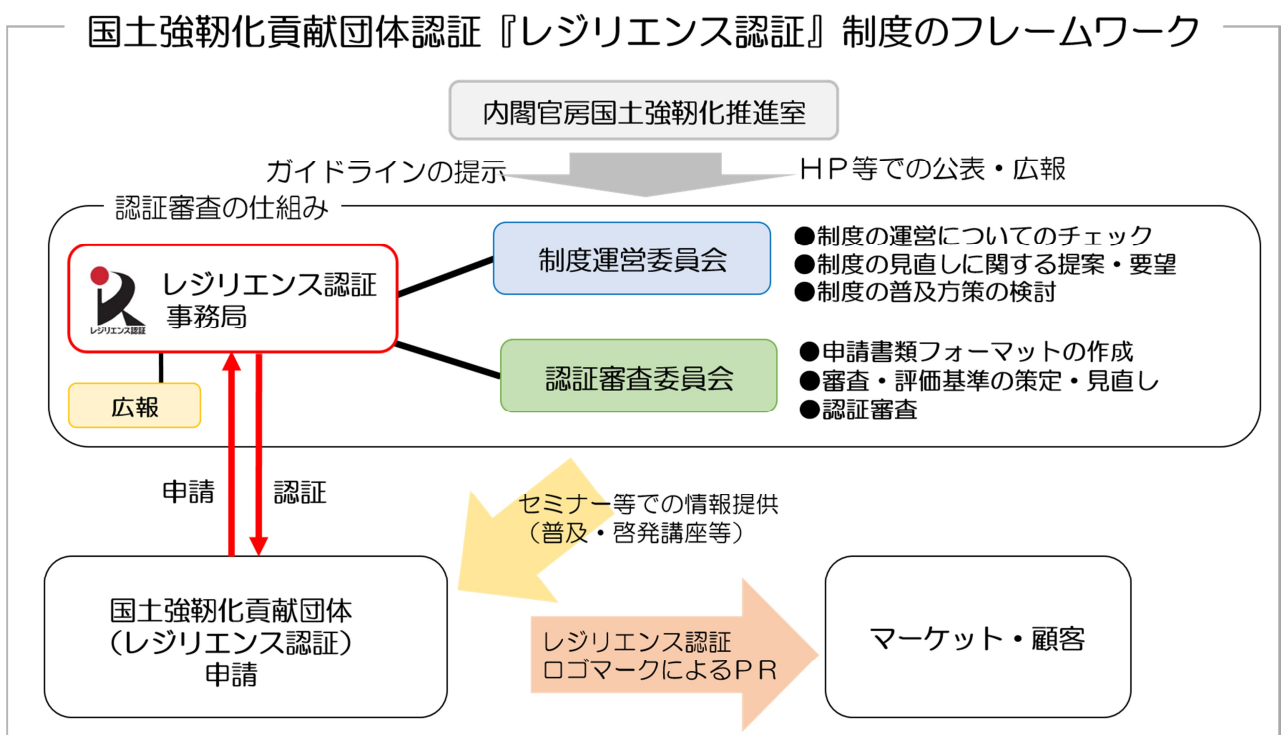 国土強靱化貢献団体認証『レジリエンス認証』制度のフレームワーク
内閣官房国土強靱化推進室
ガイドラインの提示
ＨＰ等での公表・広報
認証審査の仕組み
レジリエンス認証
レジリエンス認証
事務局
制度運営委員会
●制度の運営についてのチェック
●制度の見直しに関する提案・要望
●制度の普及方策の検討
認証審査委員会
●申請書類フォーマットの作成
●審査・評価基準の策定・見直し
●認証審査
広報
申請
認証
セミナー等での情報提供
（普及・啓発講座等）
国土強靱化貢献団体
（レジリエンス認証）
申請
レジリエンス認証
ロゴマークによるＰＲ
マーケット・顧客